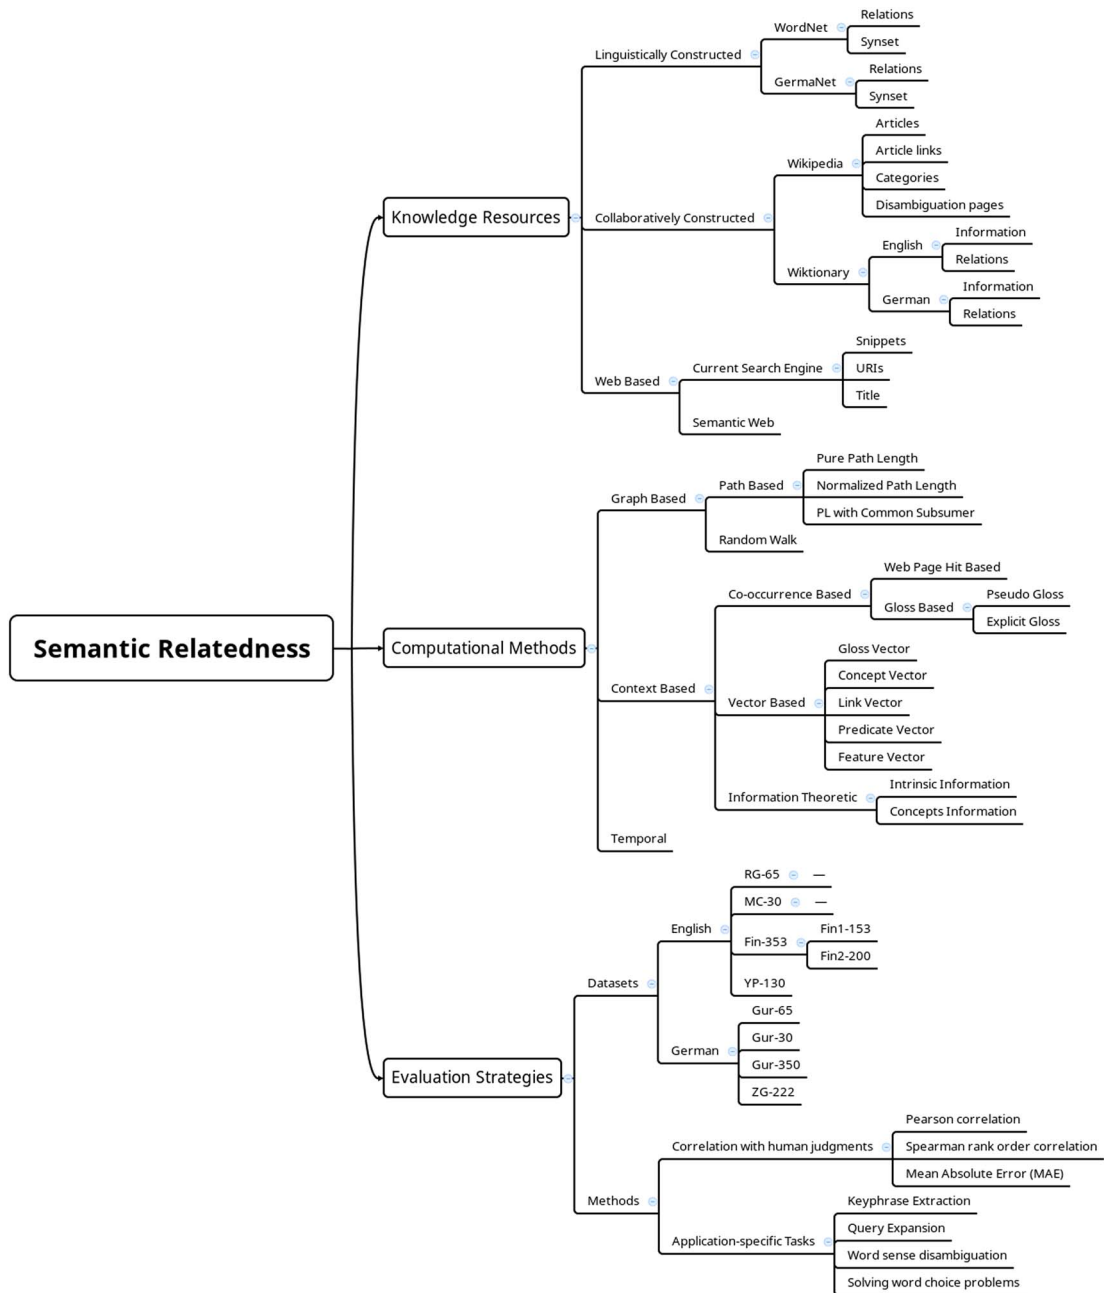 Semantic Relatedness
Knowledge Resources
Linguistically Constructed
WordNet
Relations
Synset
GermaNet
Relations
Synset
Collaboratively Constructed
Wikipedia
Articles
Article links
Categories
Disambiguation pages
Wiktionary
English
Information
Relations
German
Information
Relations
Web Based
Current Search Engine
Snippets
URIs
Title
Semantic Web
Computational Methods
Graph Based
Path Based
Pure Path Length
Normalized Path Length
PL with Common Subsumer
Random Walk
Context Based
Co-occurrence Based
Web Page Hit Based
Gloss Based
Pseudo Gloss
Explicit Gloss
Vector Based
Gloss Vector
Concept Vector
Link Vector
Predicate Vector
Feature Vector
Information Theoretic
Intrinsic Information
Concepts Information
Temporal
Evaluation Strategies
Datasets
English
RG-65 —
MC-30 —
Fin-353
Fin1-153
Fin2-200
YP-130
German
Gur-65
Gur-30
Gur-350
ZG-222
Methods
Correlation with human judgments
Pearson correlation
Spearman rank order correlation
Mean Absolute Error (MAE)
Application-specific Tasks
Keyphrase Extraction
Query Expansion
Word sense disambiguation
Solving word choice problems